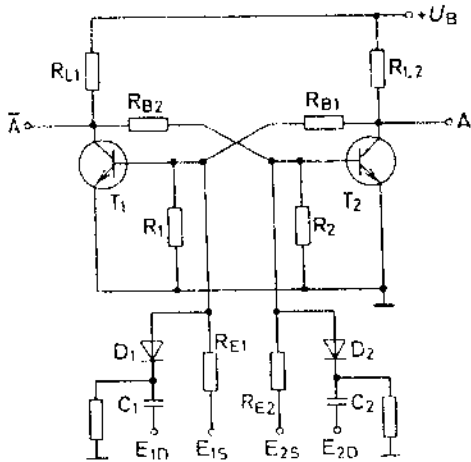 +U_B
R_L1
R_L2
R_B2
R_B1
Ā
A
T_1
T_2
R_1
R_2
D_1
R_E1
D_2
R_E2
C_1
C_2
E_1D
E_1S
E_2S
E_2D